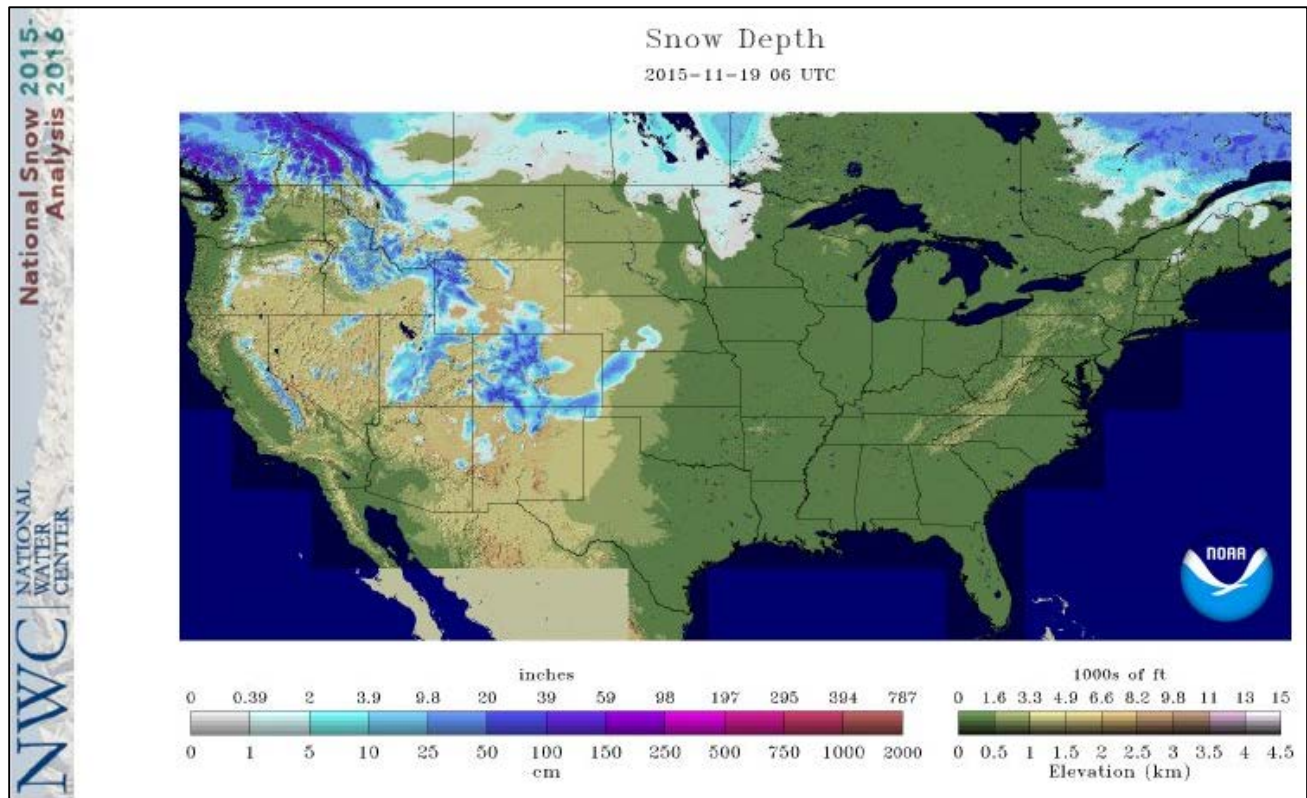 National Snow 2015-
Analysis 2016
NWC | NATIONAL
WATER
CENTER
Snow Depth
2015-11-19 06 UTC
NOAA
inches
0 0.39 2 3.9 9.8 20 39 59 98 197 295 394 787
0 1 5 10 25 50 100 150 250 500 750 1000 2000
cm
1000s of ft
0 1.6 3.3 4.9 6.6 8.2 9.8 11 13 15
0 0.5 1 1.5 2 2.5 3 3.5 4 4.5
Elevation (km)